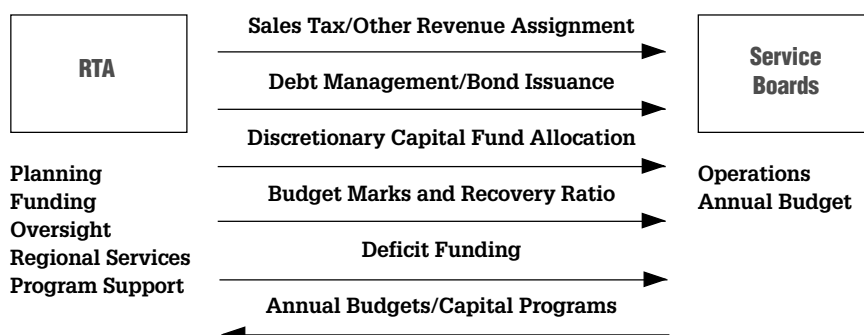 RTA
Planning
Funding
Oversight
Regional Services
Program Support
Sales Tax/Other Revenue Assignment
Debt Management/Bond Issuance
Discretionary Capital Fund Allocation
Budget Marks and Recovery Ratio
Deficit Funding
Annual Budgets/Capital Programs
Service
Boards
Operations
Annual Budget